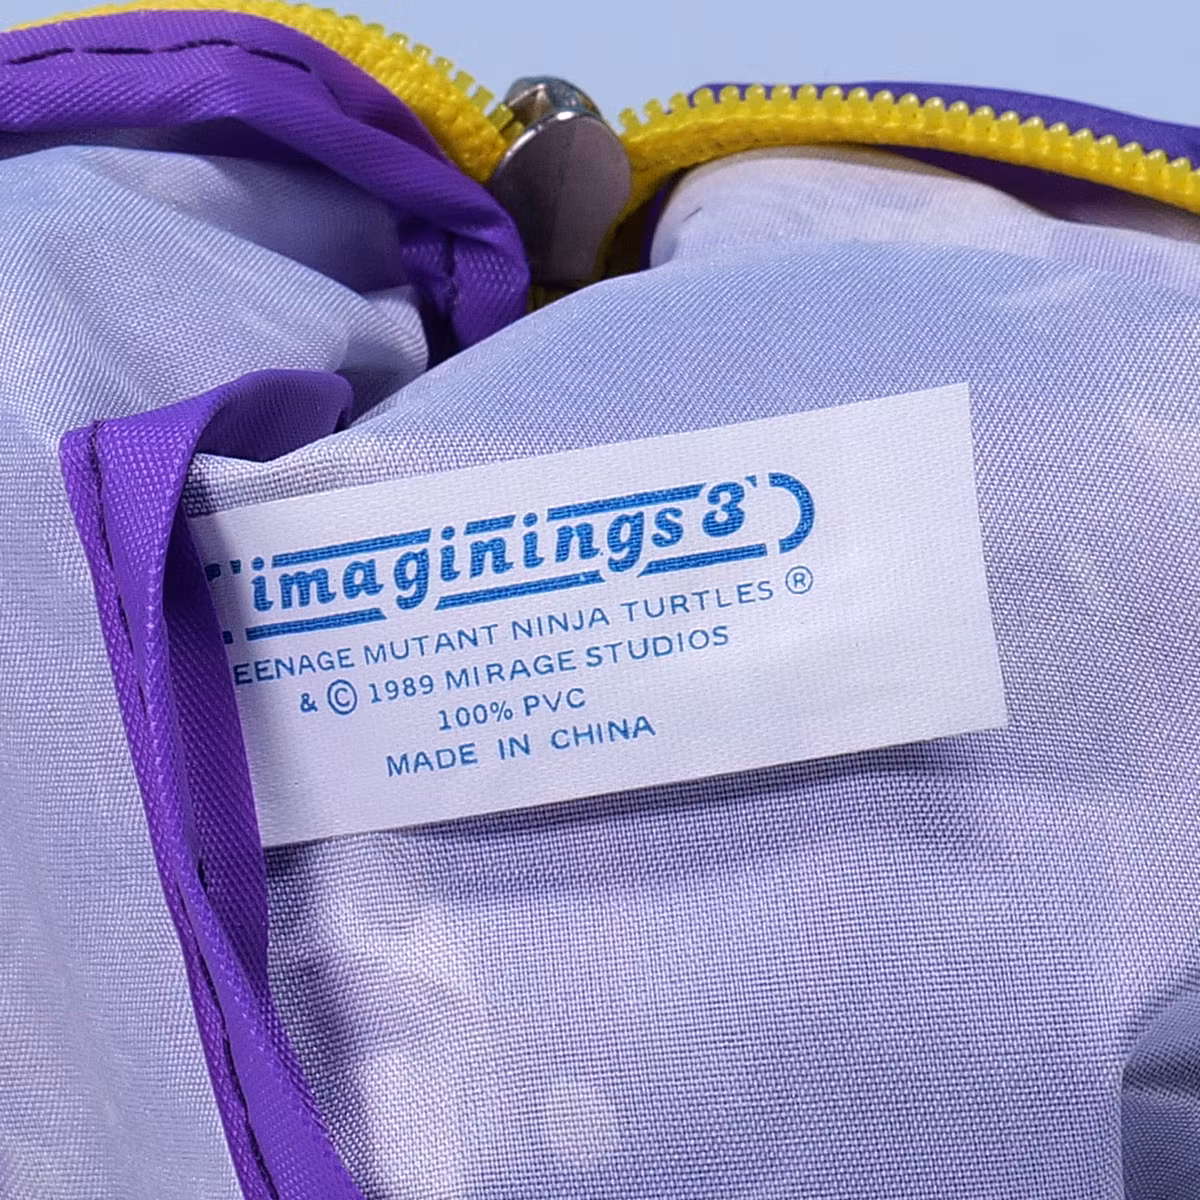 imaginings 3
EENAGE MUTANT NINJA TURTLES ®
& © 1989 MIRAGE STUDIOS
100% PVC
MADE IN CHINA